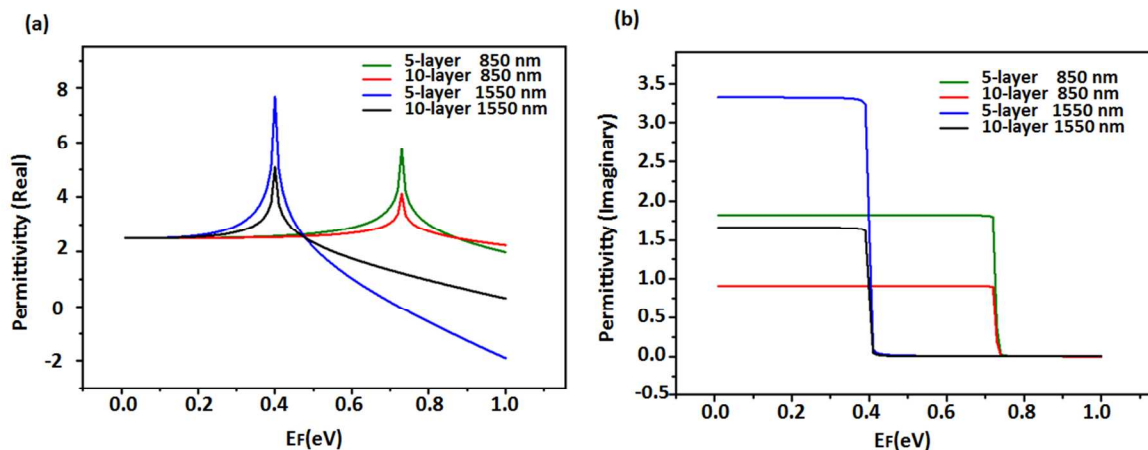 (a)
8
6
4
2
0
-2
Permittivity (Real)
0.0 0.2 0.4 0.6 0.8 1.0
EF(eV)
5-layer 850 nm
10-layer 850 nm
5-layer 1550 nm
10-layer 1550 nm
(b)
3.5
3.0
2.5
2.0
1.5
1.0
0.5
0.0
-0.5
Permitivity (Imaginary)
0.0 0.2 0.4 0.6 0.8 1.0
EF(eV)
5-layer 850 nm
10-layer 850 nm
5-layer 1550 nm
10-layer 1550 nm